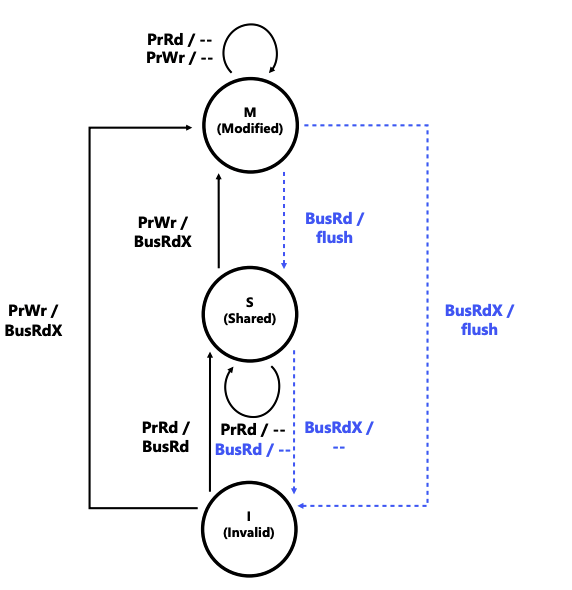 PrRd / --
PrWr / --
M
(Modified)
PrWr /
BusRdX
BusRd /
flush
S
(Shared)
PrWr /
BusRdX
BusRdX /
flush
PrRd /
BusRd
PrRd / --
BusRd / --
BusRdX /
--
I
(Invalid)